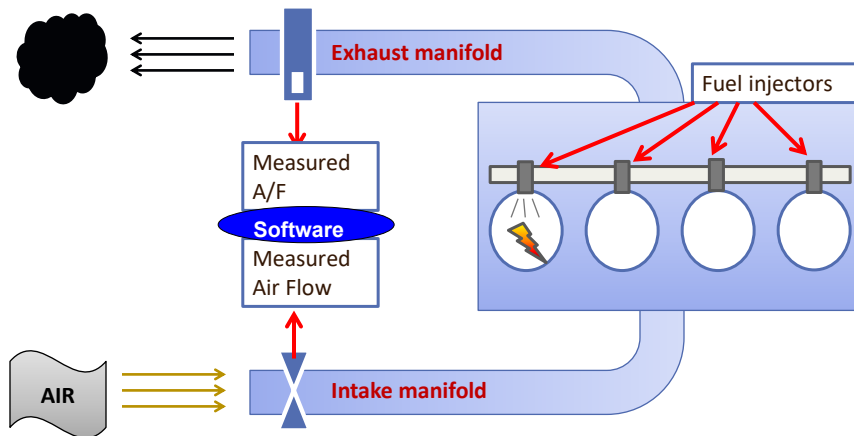 Exhaust manifold
Fuel injectors
Measured
A/F
Software
Measured
Air Flow
AIR
Intake manifold